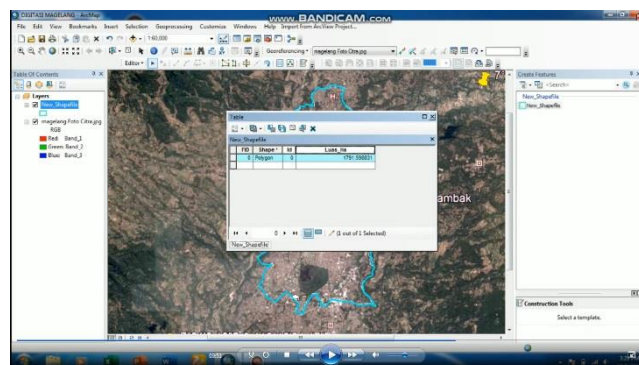 DIGITASI MAGELANG - ArcMap
www.BANDICAM.com
File Edit View Bookmarks Insert Selection Geoprocessing Customize Windows Help Import from ArcView Project...
1:60,000
Georeferencing magelang Foto Citra.jpg
Editor
Table Of Contents
Layers
New_Shapefile
magelang Foto Citra.jpg
RGB
Red: Band_1
Green: Band_2
Blue: Band_3
Table
New_Shapefile
FID Shape * Id Luas_Ha
0 Polygon 0 1791.598831
0 (1 out of 1 Selected)
New_Shapefile
ambak
Create Features
<Search>
New_Shapefile
New_Shapefile
Construction Tools
Select a template.